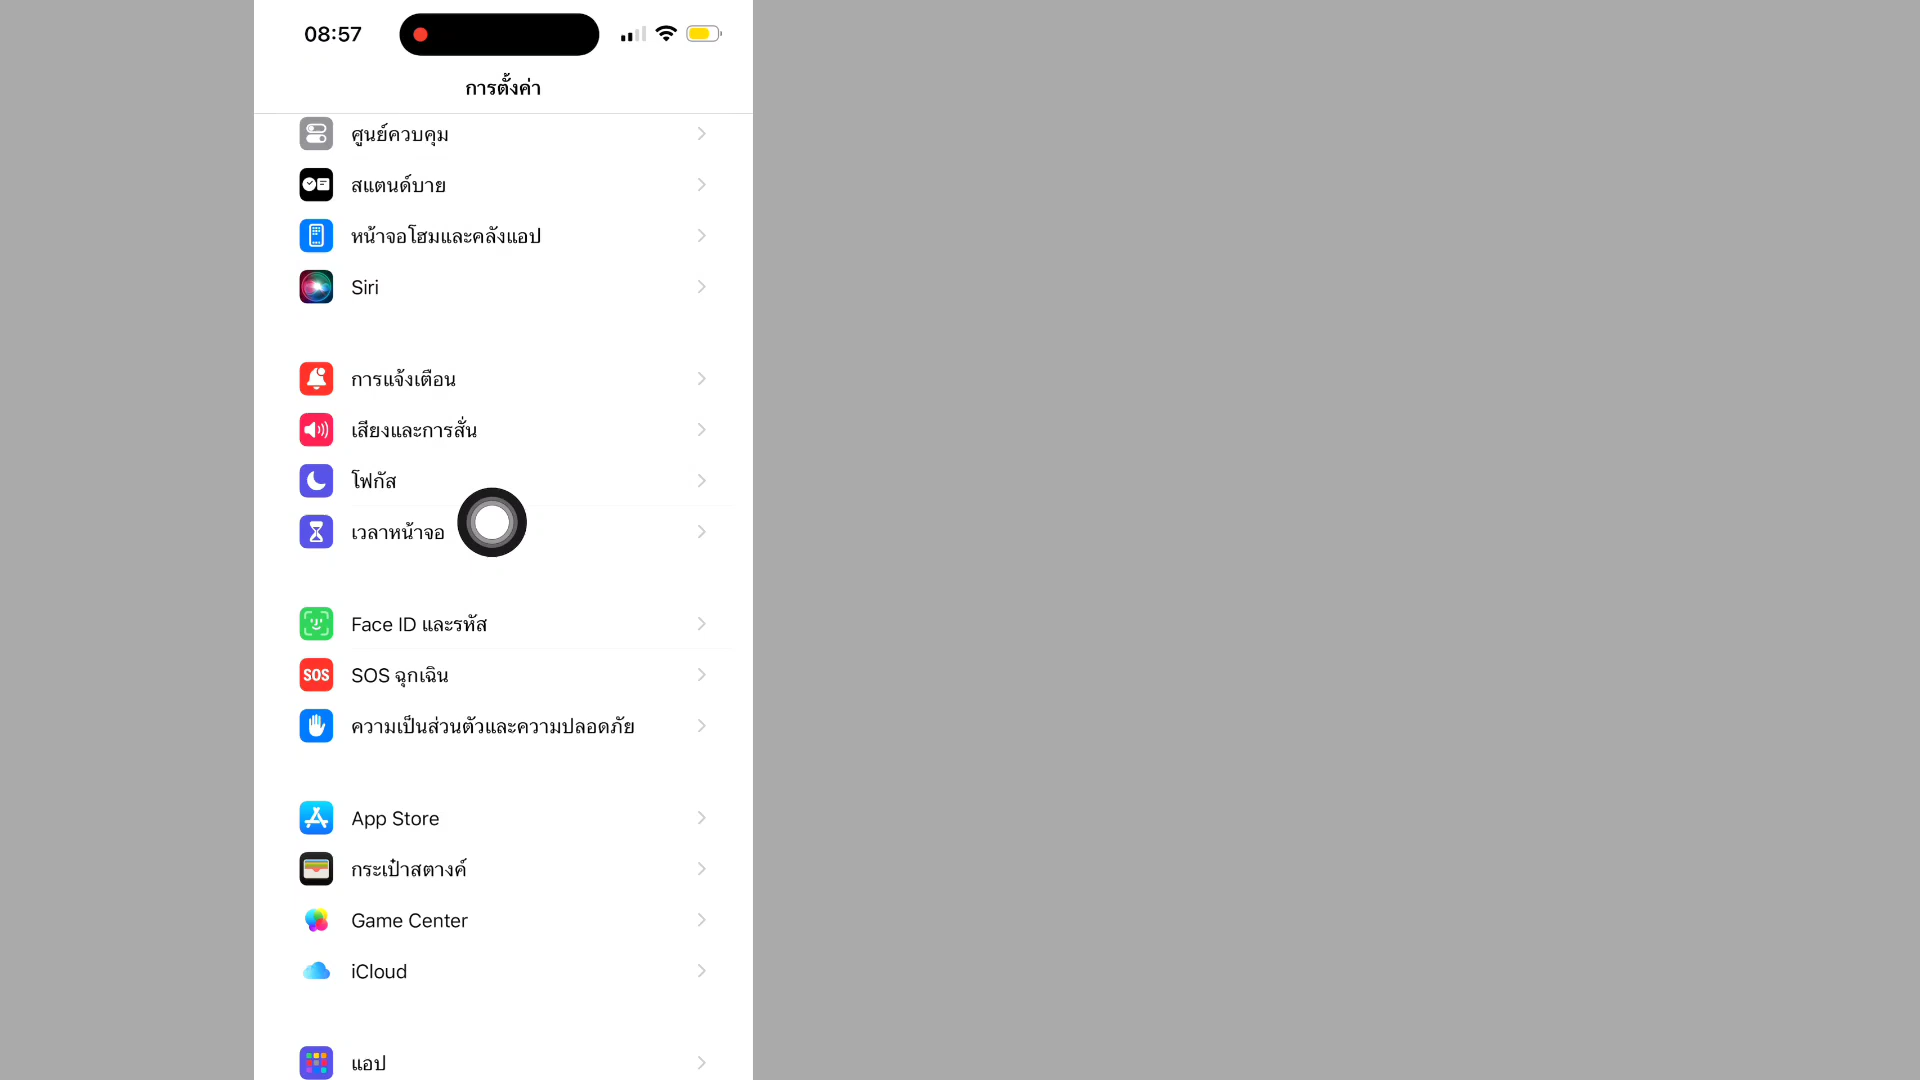 08:57
การตั้งค่า
ศูนย์ควบคุม
สแตนด์บาย
หน้าจอโฮมและคลังแอป
Siri
การแจ้งเตือน
เสียงและการสั่น
โฟกัส
เวลาหน้าจอ
Face ID และรหัส
SOS SOS ฉุกเฉิน
ความเป็นส่วนตัวและความปลอดภัย
App Store
กระเป๋าสตางค์
Game Center
iCloud
แอป